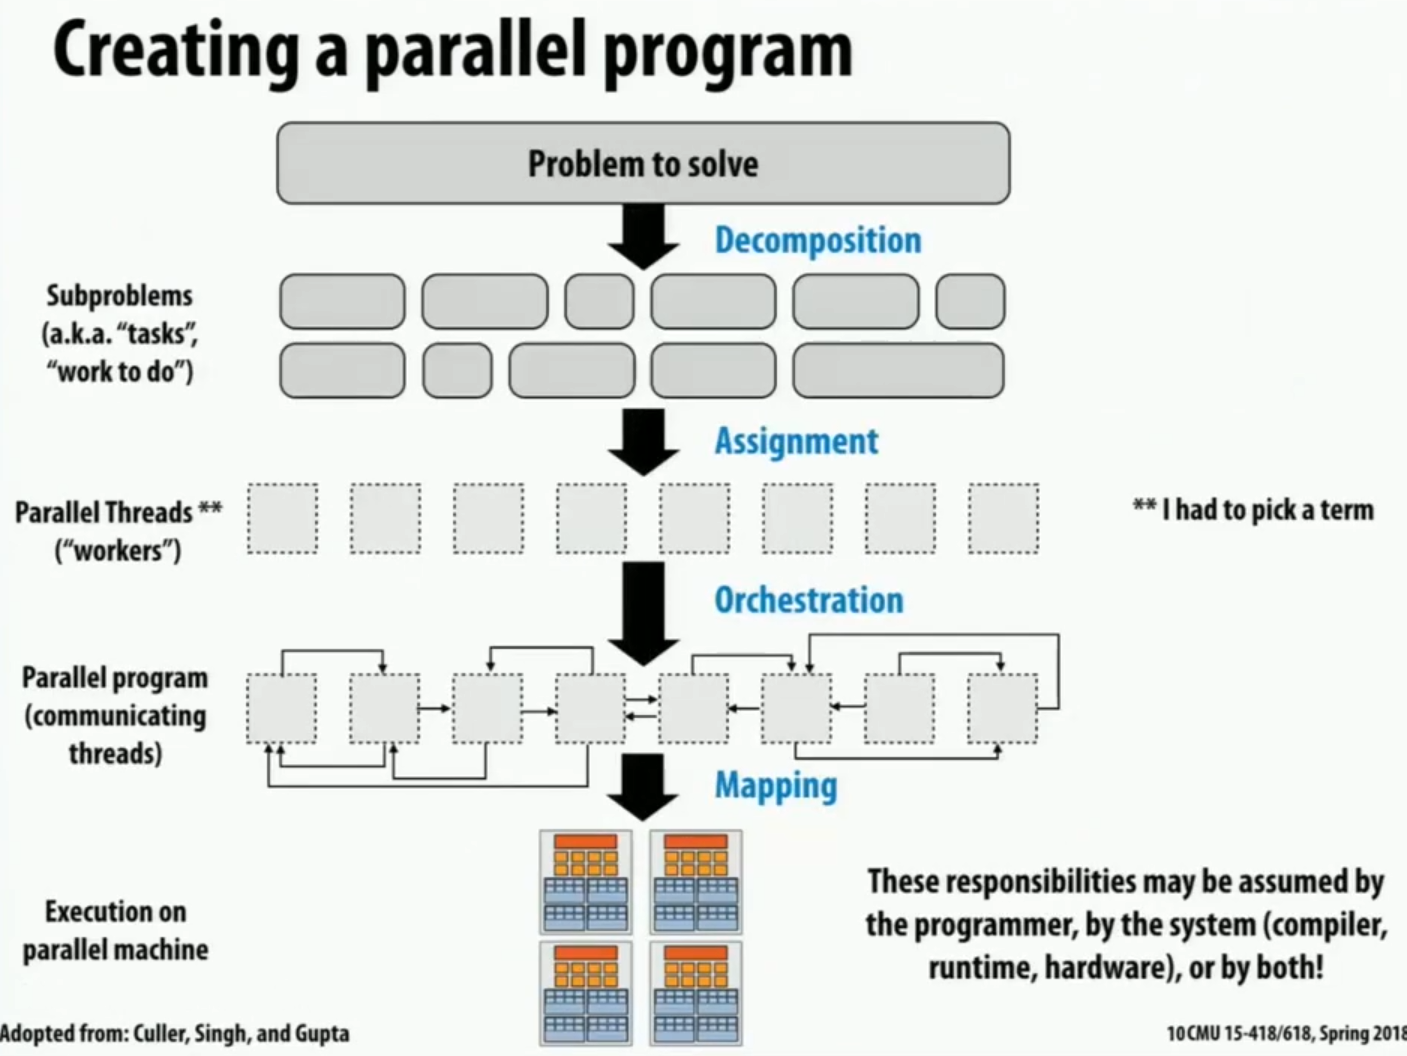 Creating a parallel program
Problem to solve
Decomposition
Subproblems
(a.k.a. “tasks”,
“work to do”)
Assignment
Parallel Threads **
(“workers”)
** I had to pick a term
Orchestration
Parallel program
(communicating
threads)
Mapping
Execution on
parallel machine
These responsibilities may be assumed by
the programmer, by the system (compiler,
runtime, hardware), or by both!
Adopted from: Culler, Singh, and Gupta
10 CMU 15-418/618, Spring 2018